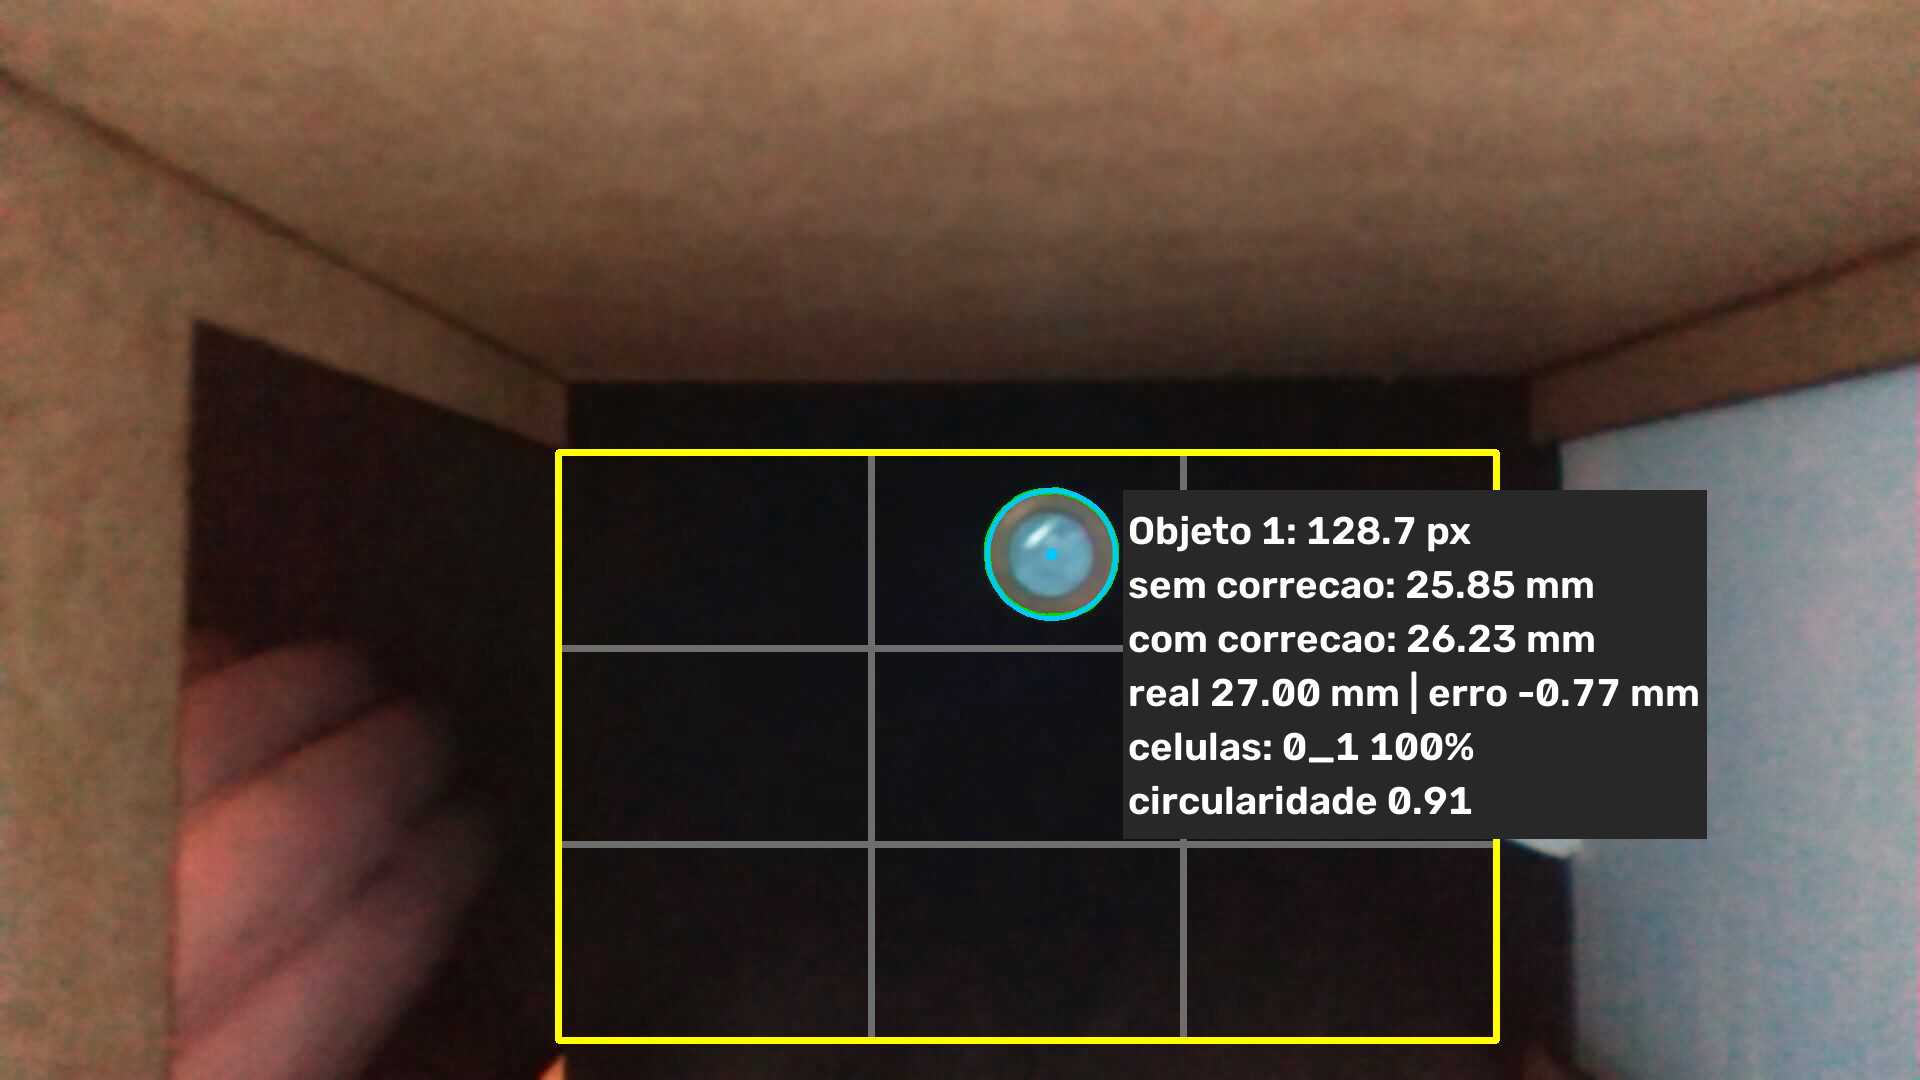 Objeto 1: 128.7 px
sem correcao: 25.85 mm
com correcao: 26.23 mm
real 27.00 mm | erro -0.77 mm
celulas: 0_1 100%
circularidade 0.91